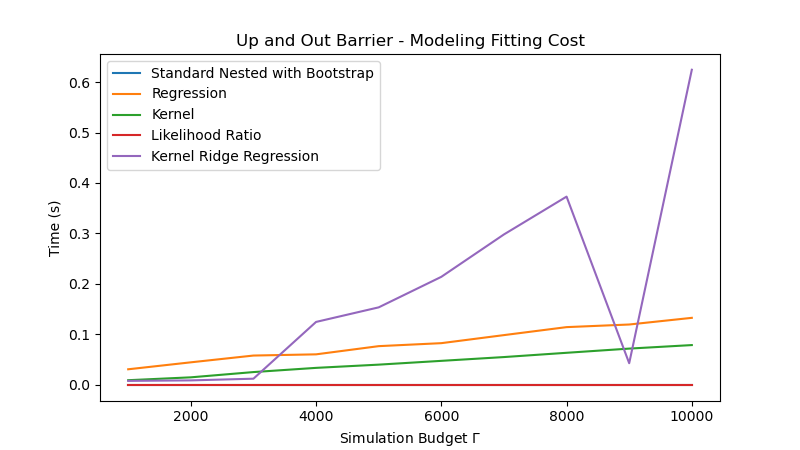 Up and Out Barrier - Modeling Fitting Cost
Standard Nested with Bootstrap
Regression
Kernel
Likelihood Ratio
Kernel Ridge Regression
Time (s)
0.6
0.5
0.4
0.3
0.2
0.1
0.0
2000 4000 6000 8000 10000
Simulation Budget Γ